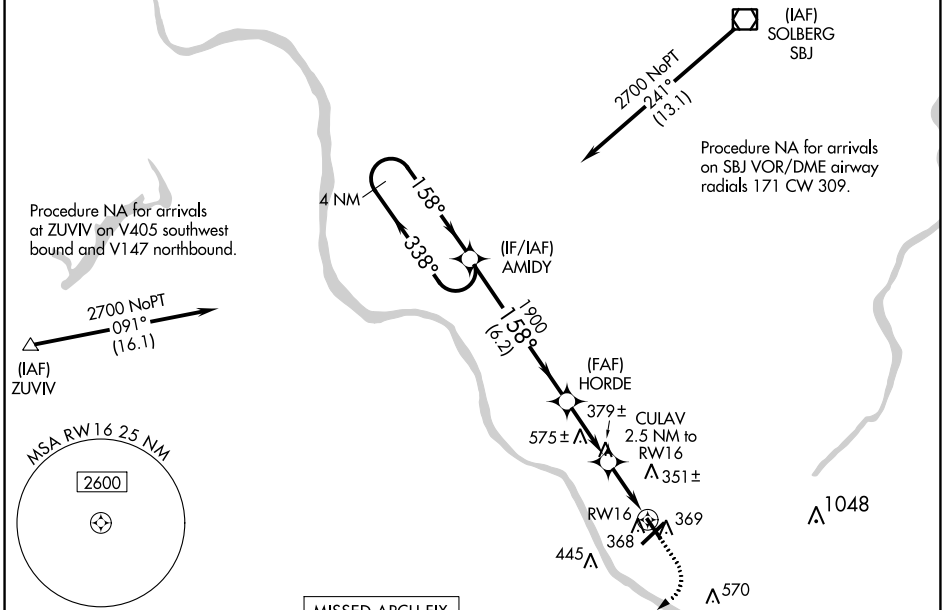 (IAF)
SOLBERG
SBJ
2700 NoPT
241°
(13.1)
Procedure NA for arrivals
on SBJ VOR/DME airway
radials 171 CW 309.
4 NM
158°
338°
(IF/IAF)
AMIDY
Procedure NA for arrivals
at ZUVIV on V405 southwest
bound and V147 northbound.
2700 NoPT
091°
(16.1)
(IAF)
ZUVIV
1900
158°
(6.2)
(FAF)
HORDE
379±
575±
CULAV
2.5 NM to
RW16
351±
MSA RW16 25 NM
2600
RW16
369
368
1048
445
570
MISSED APCH FIX